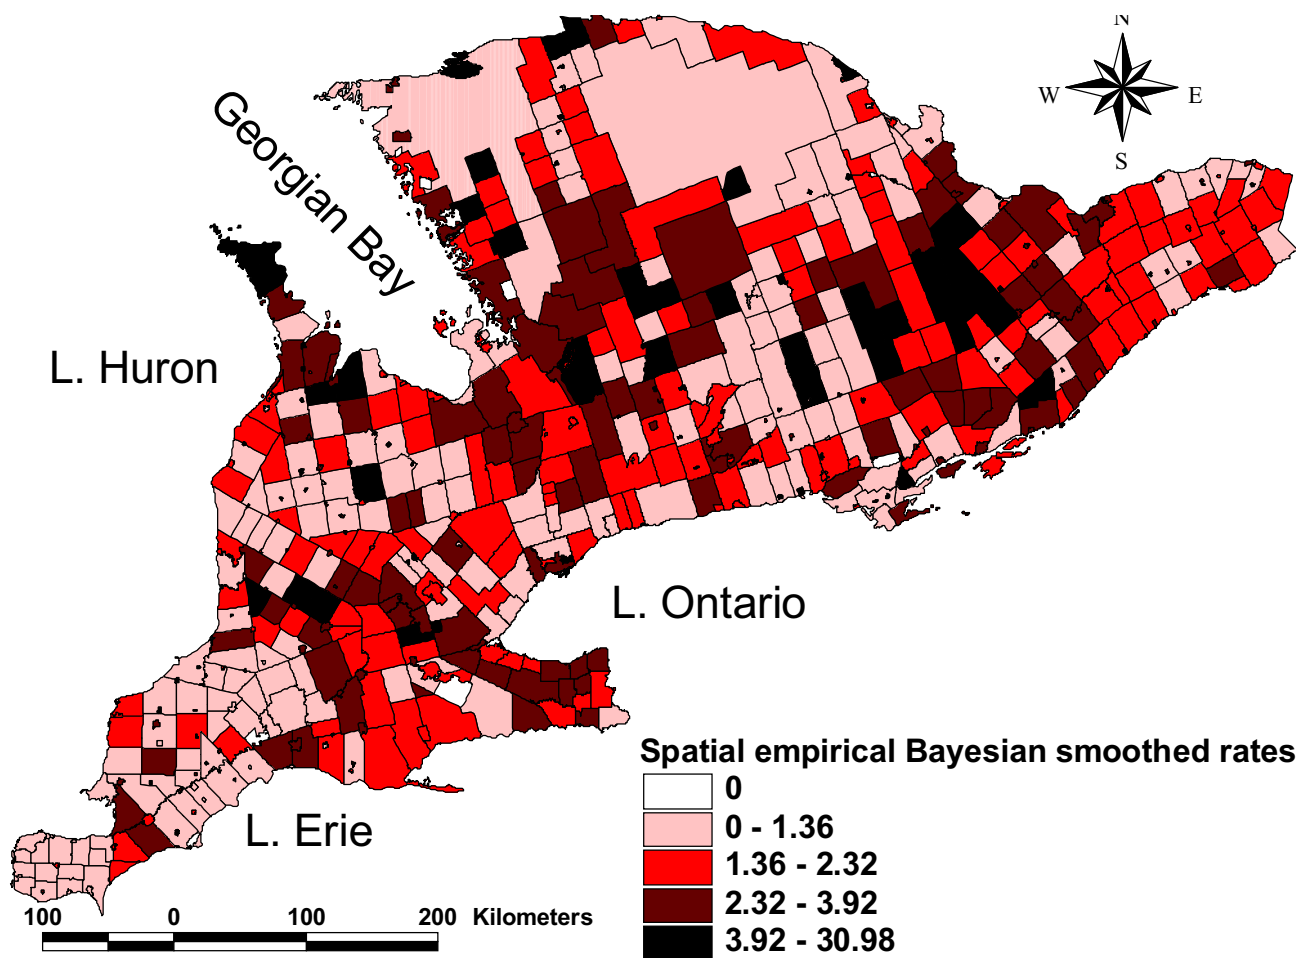 N
W E
S
Georgian Bay
L. Huron
L. Ontario
L. Erie
Spatial empirical Bayesian smoothed rates
0
0 - 1.36
1.36 - 2.32
2.32 - 3.92
3.92 - 30.98
100 0 100 200 Kilometers